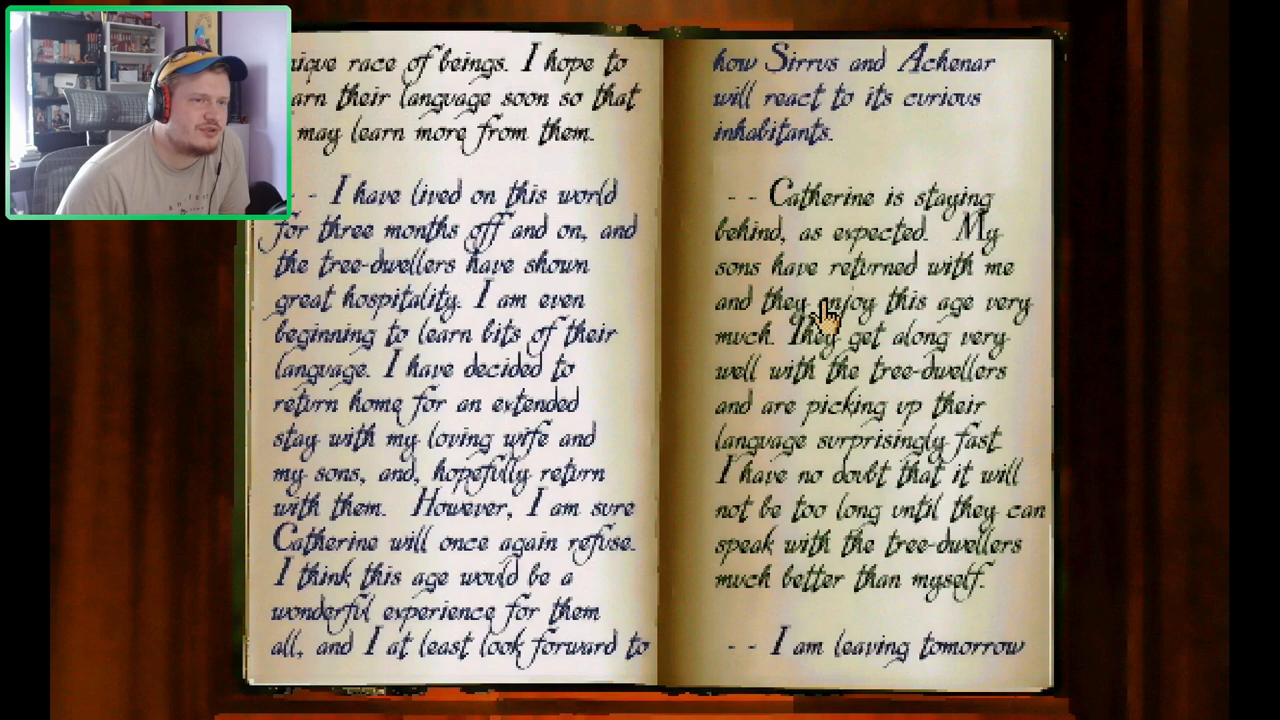 nique race of beings. I hope to
arn their language soon so that
may learn more from them.
- - I have lived on this world
for three months off and on, and
the tree-dwellers have shown
great hospitality. I am even
beginning to learn bits of their
language. I have decided to
return home for an extended
stay with my loving wife and
my sons, and, hopefully return
with them. However, I am sure
Catherine will once again refuse.
I think this age would be a
wonderful experience for them
all, and I at least look forward to
how Sirrus and Achenar
will react to its curious
inhabitants.
- - Catherine is staying
behind, as expected. My
sons have returned with me
and they enjoy this age very
much. They get along very
well with the tree-dwellers
and are picking up their
language surprisingly fast
I have no doubt that it will
not be too long until they can
speak with the tree-dwellers
much better than myself.
- - I am leaving tomorrow